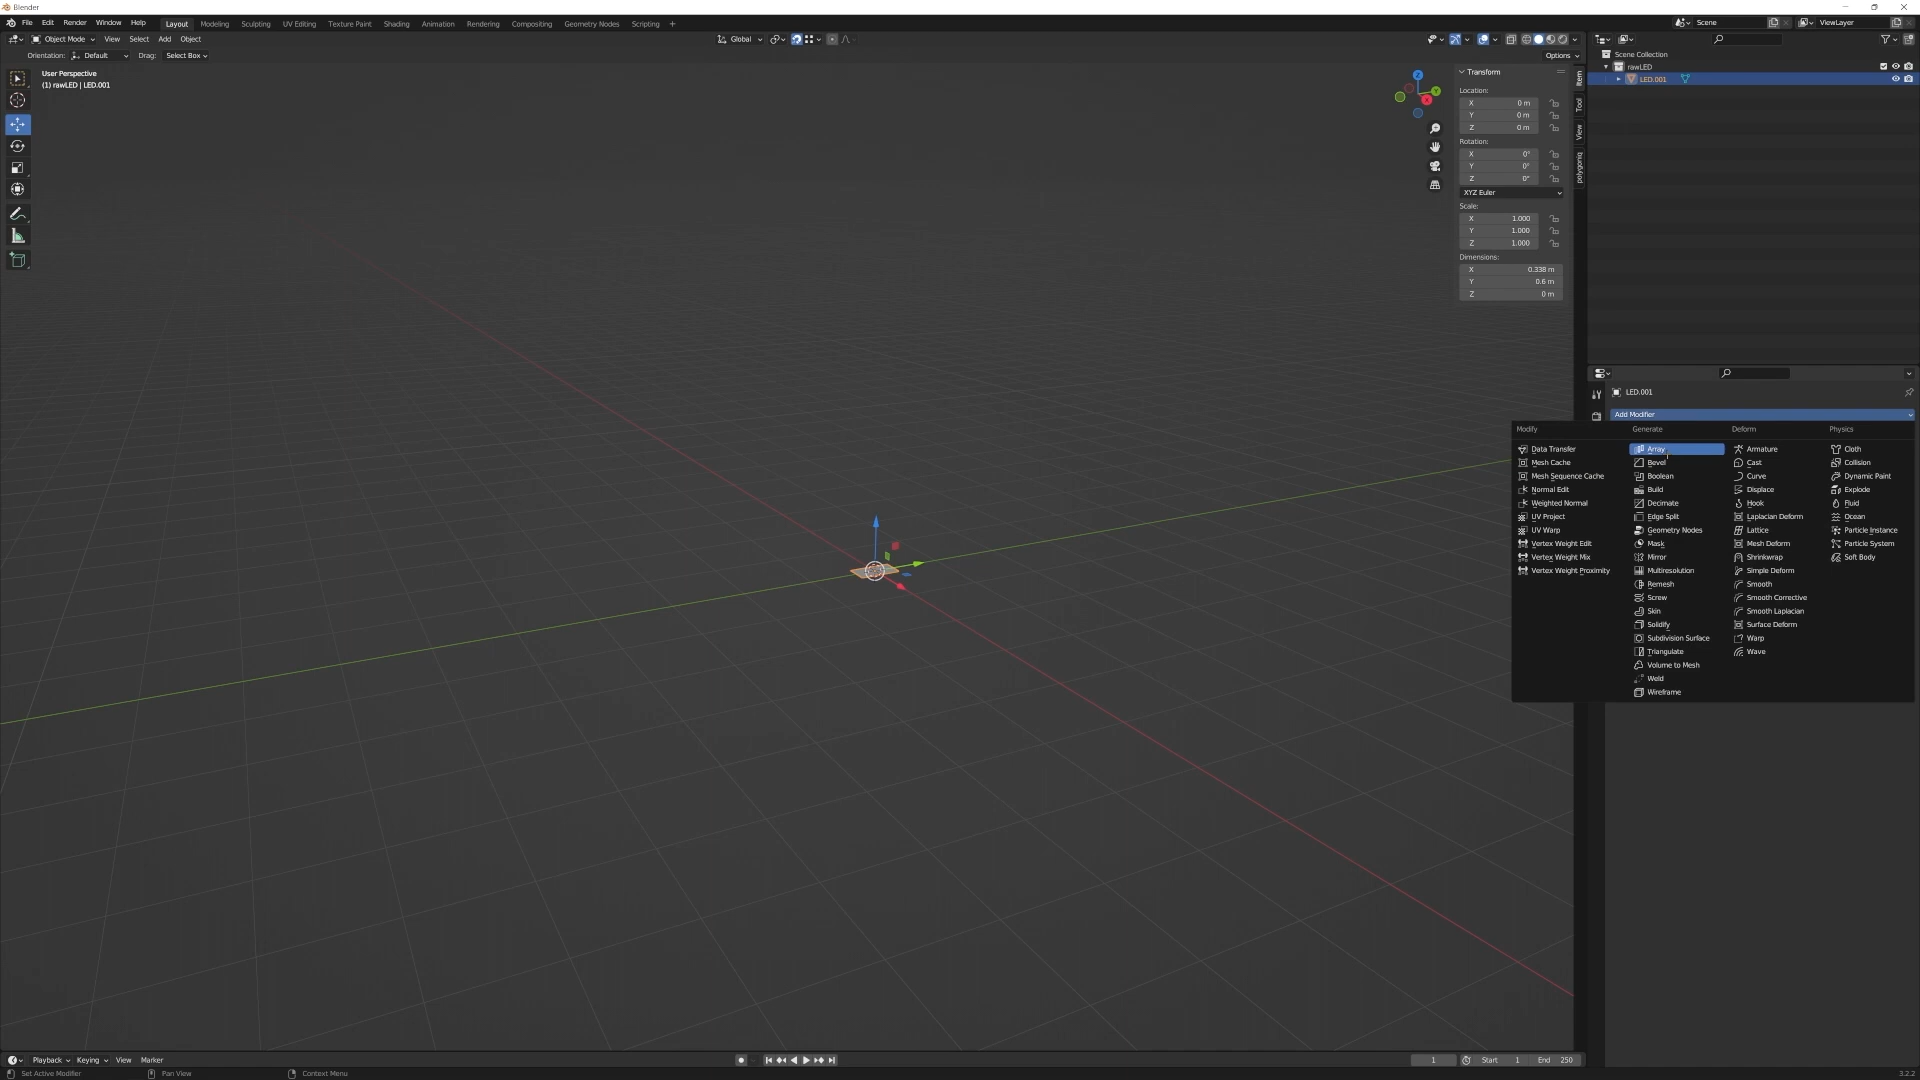 Blender
File Edit Render Window Help Layout Modeling Sculpting UV Editing Texture Paint Shading Animation Rendering Compositing Geometry Nodes Scripting + Scene ViewLayer
Object Mode View Select Add Object Global
Orientation: Default Drag: Select Box Options
User Perspective
(1) rawLED | LED.001
Z
Y
X
Transform
Location:
X 0 m
Y 0 m
Z 0 m
Rotation:
X 0°
Y 0°
Z 0°
XYZ Euler
Scale:
X 1.000
Y 1.000
Z 1.000
Dimensions:
X 0.338 m
Y 0.6 m
Z 0 m
Item
Tool
View
polygoniq
Scene Collection
rawLED
LED.001
LED.001
Add Modifier
Modify
Data Transfer
Mesh Cache
Mesh Sequence Cache
Normal Edit
Weighted Normal
UV Project
UV Warp
Vertex Weight Edit
Vertex Weight Mix
Vertex Weight Proximity
Generate
Array
Bevel
Boolean
Build
Decimate
Edge Split
Geometry Nodes
Mask
Mirror
Multiresolution
Remesh
Screw
Skin
Solidify
Subdivision Surface
Triangulate
Volume to Mesh
Weld
Wireframe
Deform
Armature
Cast
Curve
Displace
Hook
Laplacian Deform
Lattice
Mesh Deform
Shrinkwrap
Simple Deform
Smooth
Smooth Corrective
Smooth Laplacian
Surface Deform
Warp
Wave
Physics
Cloth
Collision
Dynamic Paint
Explode
Fluid
Ocean
Particle Instance
Particle System
Soft Body
Playback Keying View Marker 1 Start 1 End 250
Set Active Modifier Pan View Context Menu 3.2.2